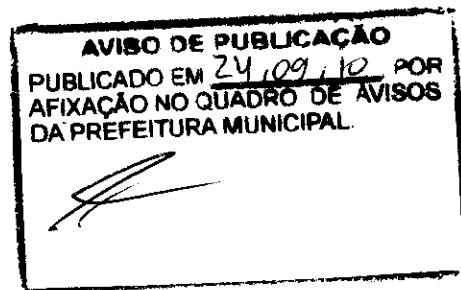 AVISO DE PUBLICAÇÃO
PUBLICADO EM 24,09,10 POR
AFIXAÇÃO NO QUADRO DE AVISOS
DA PREFEITURA MUNICIPAL.